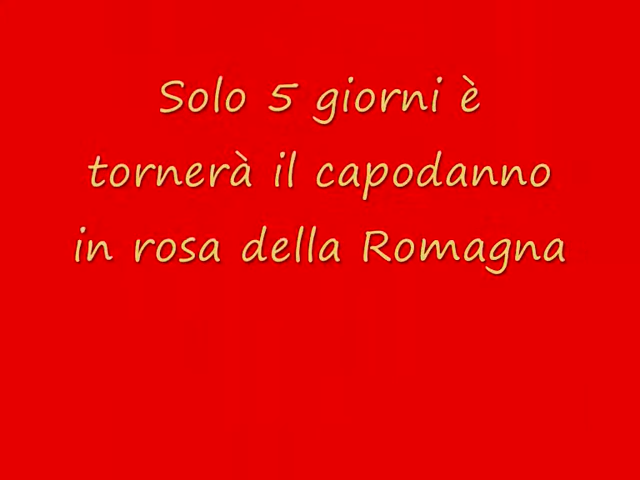 Solo 5 giorni è
tornerà il capodanno
in rosa della Romagna